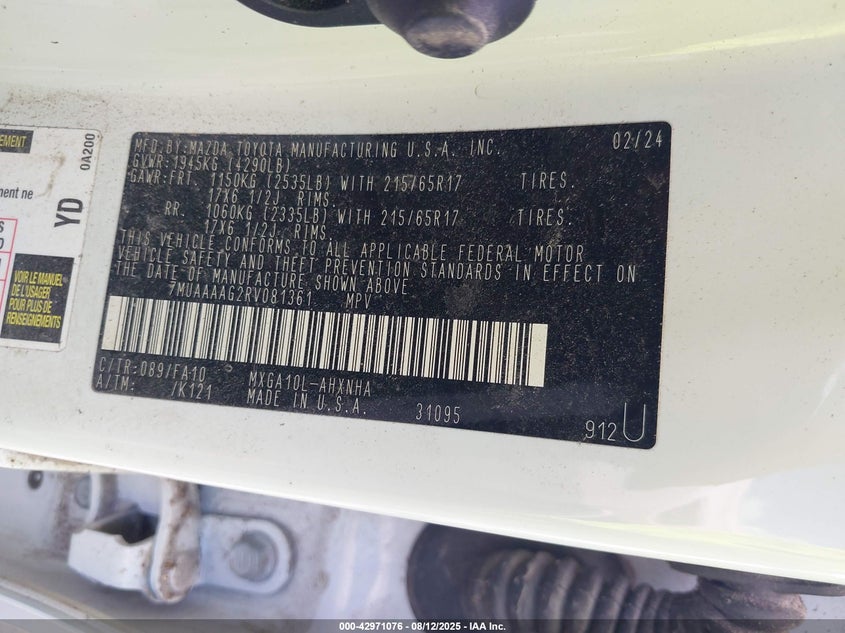 MFD.BY:MAZDA TOYOTA MANUFACTURING U.S.A. INC. 02/24
GVWR:1945KG (4290LB)
GAWR:FRT. 1150KG (2535LB) WITH 215/65R17 TIRES.
17X6 1/2J RIMS.
RR. 1060KG (2335LB) WITH 215/65R17 TIRES.
17X6 1/2J RIMS.
THIS VEHICLE CONFORMS TO ALL APPLICABLE FEDERAL MOTOR
VEHICLE SAFETY AND THEFT PREVENTION STANDARDS IN EFFECT ON
THE DATE OF MANUFACTURE SHOWN ABOVE.
7MUAAAAG2RV081361 MPV
C/TR:089/FA10 MXGA10L-AHXNHA
A/TM: /K121 MADE IN U.S.A. 31095
912 U
EMENT
0A200
YD
ment ne
VOIR LE MANUEL
DE L'USAGER
POUR PLUS DE
RENSEIGNEMENTS
000-42971076 - 08/12/2025 - IAA Inc.